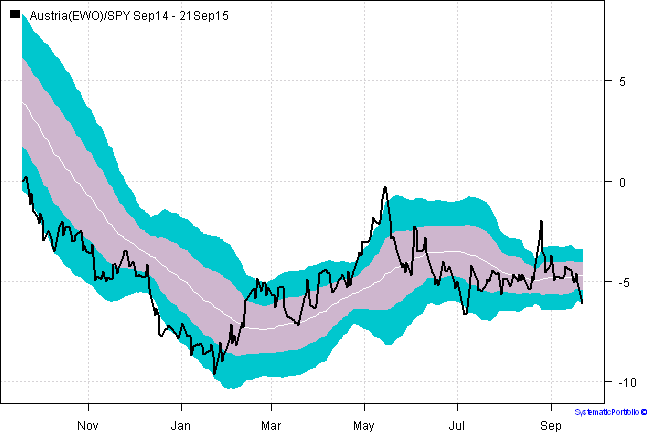 Austria(EWO)/SPY Sep14 - 21Sep15
5
0
-5
-10
Nov Jan Mar May Jul Sep
SystematicPortfolio ©